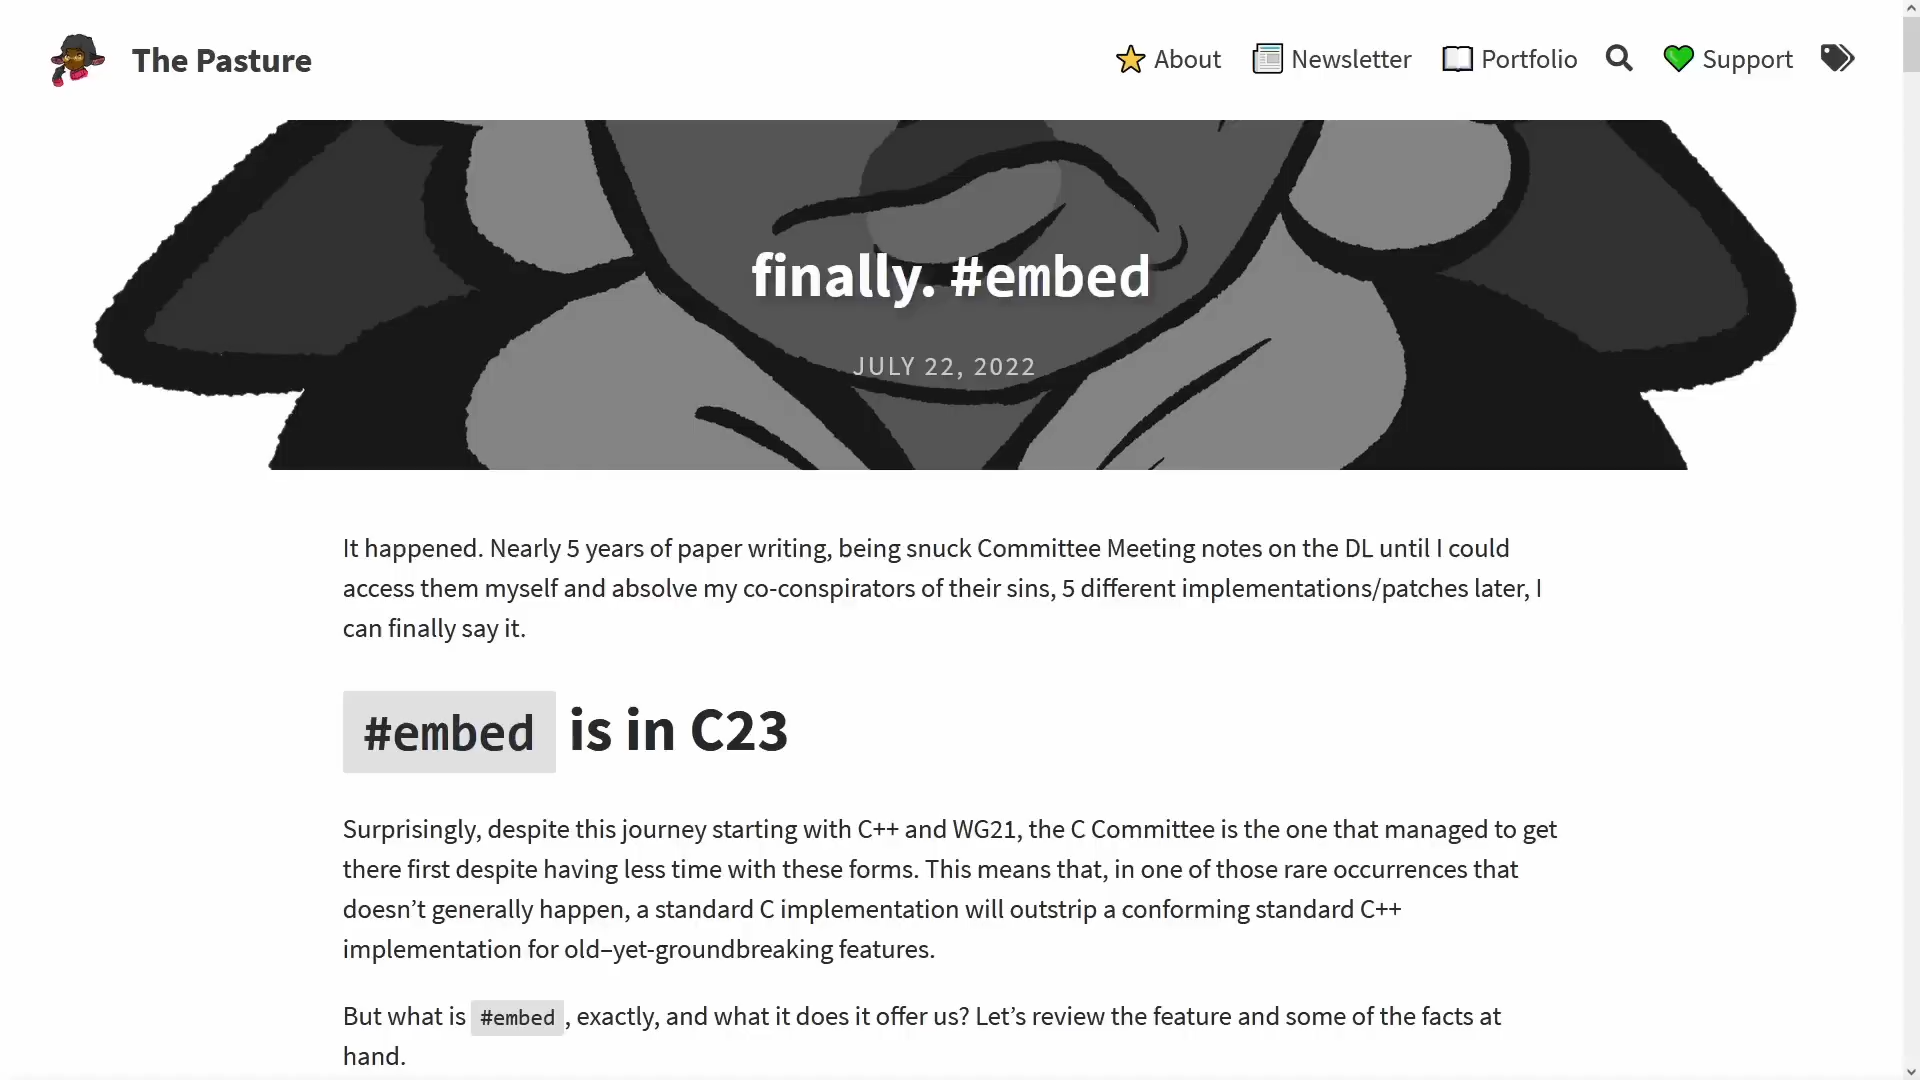 The Pasture
About
Newsletter
Portfolio
Support
finally. #embed
JULY 22, 2022
It happened. Nearly 5 years of paper writing, being snuck Committee Meeting notes on the DL until I could
access them myself and absolve my co-conspirators of their sins, 5 different implementations/patches later, I
can finally say it.
#embed is in C23
Surprisingly, despite this journey starting with C++ and WG21, the C Committee is the one that managed to get
there first despite having less time with these forms. This means that, in one of those rare occurrences that
doesn’t generally happen, a standard C implementation will outstrip a conforming standard C++
implementation for old–yet-groundbreaking features.
But what is #embed, exactly, and what it does it offer us? Let’s review the feature and some of the facts at
hand.